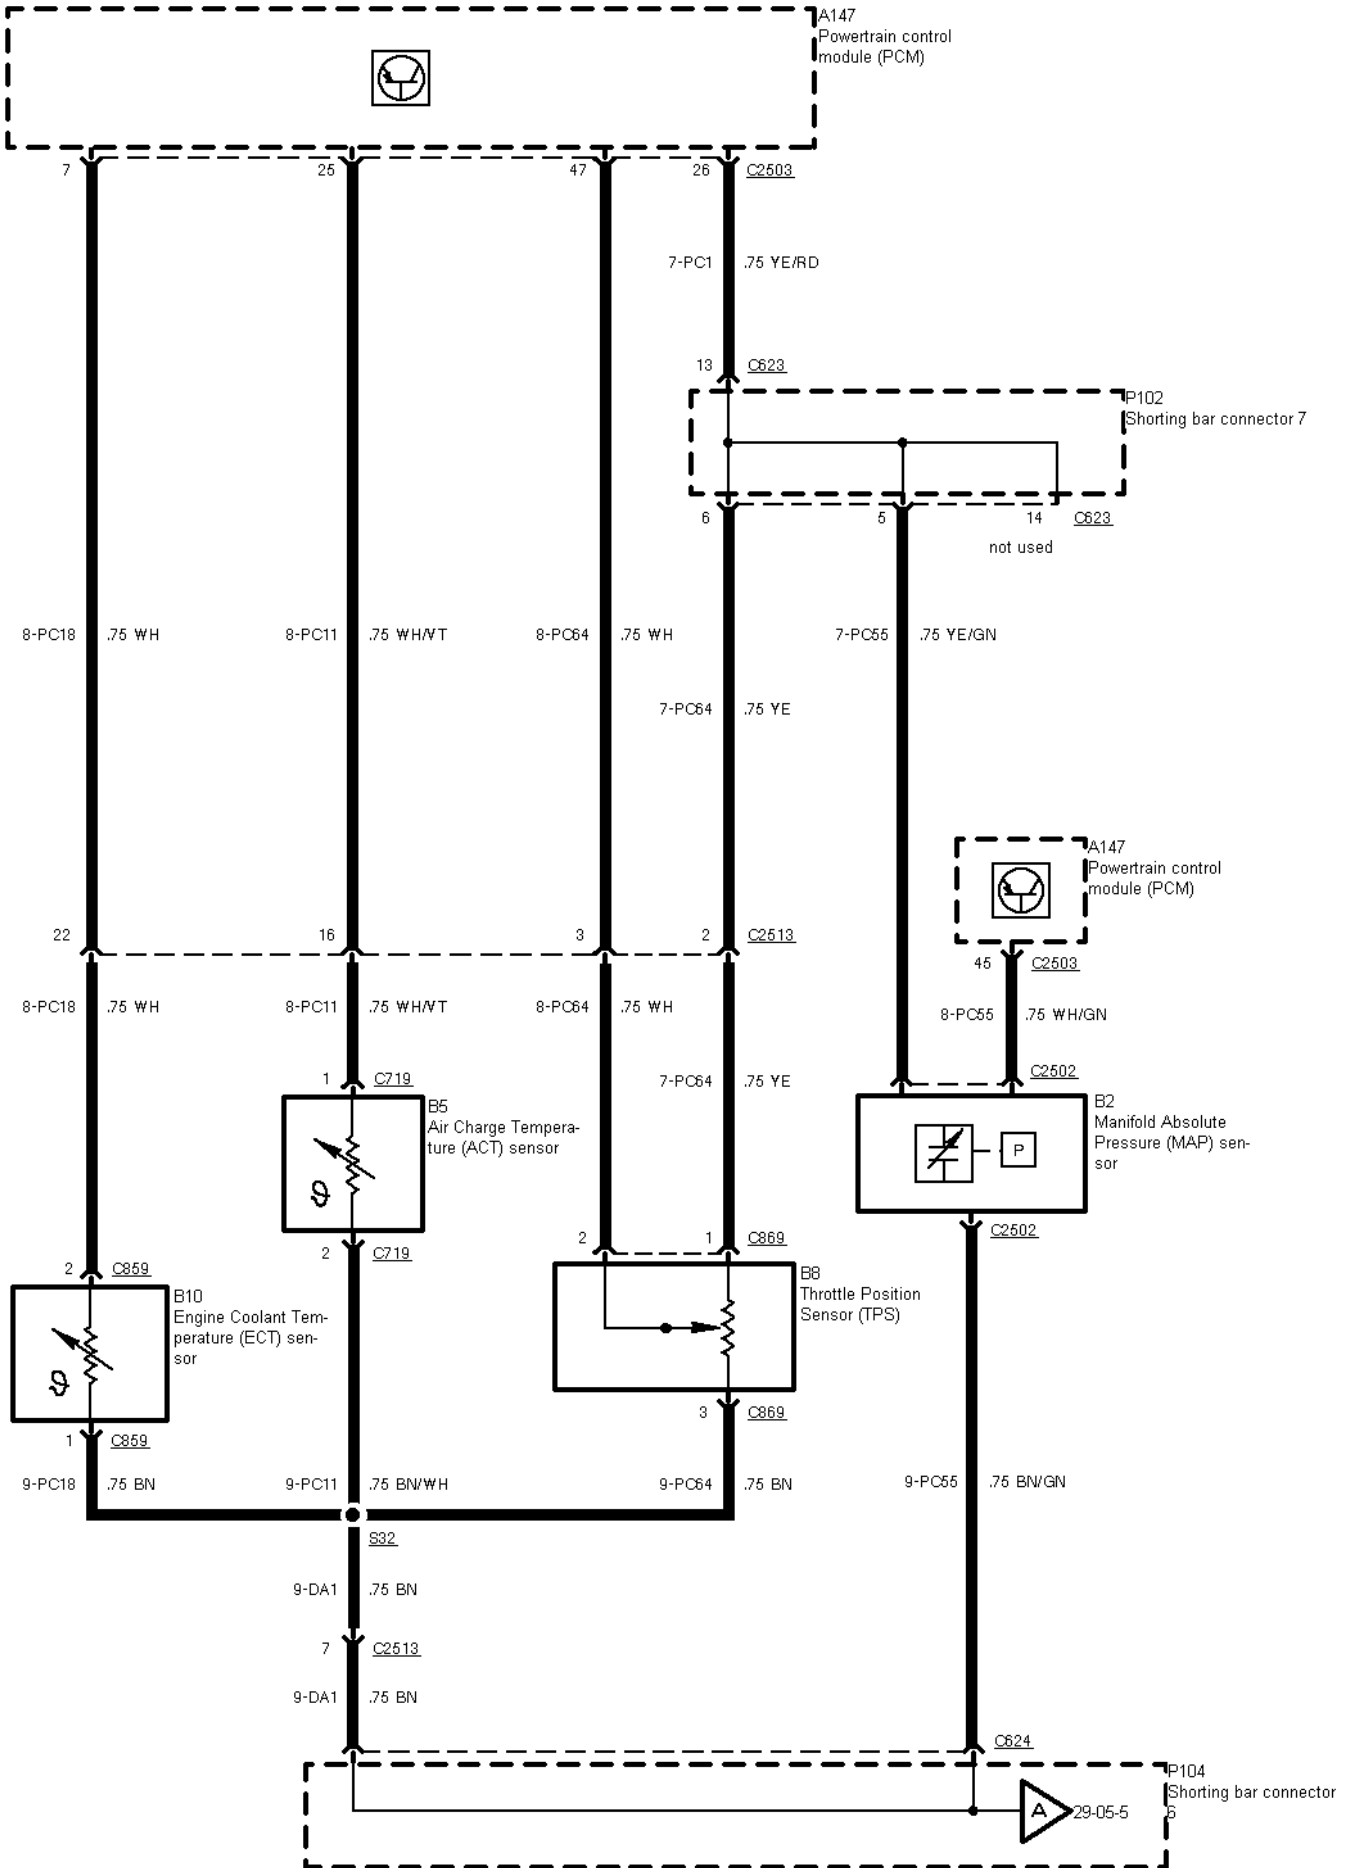 A147
Powertrain control
module (PCM)
7
25
47
26
C2503
7-PC1
.75 YE/RD
13
C623
P102
Shorting bar connector 7
6
5
14
C623
not used
8-PC18
.75 WH
8-PC11
.75 WH/VT
8-PC64
.75 WH
7-PC55
.75 YE/GN
7-PC64
.75 YE
A147
Powertrain control
module (PCM)
22
16
3
2
C2513
45
C2503
8-PC18
.75 WH
8-PC11
.75 WH/VT
8-PC64
.75 WH
8-PC55
.75 WH/GN
7-PC64
.75 YE
1
C719
C2502
B5
Air Charge Tempera-
ture (ACT) sensor
B2
Manifold Absolute
Pressure (MAP) sen-
sor
P
ϑ
2
C719
2
1
C869
C2502
2
C859
B10
Engine Coolant Tem-
perature (ECT) sen-
sor
B8
Throttle Position
Sensor (TPS)
ϑ
1
C859
3
C869
9-PC18
.75 BN
9-PC11
.75 BN/WH
9-PC64
.75 BN
9-PC55
.75 BN/GN
S32
9-DA1
.75 BN
7
C2513
9-DA1
.75 BN
C624
P104
Shorting bar connector
6
A
29-05-5